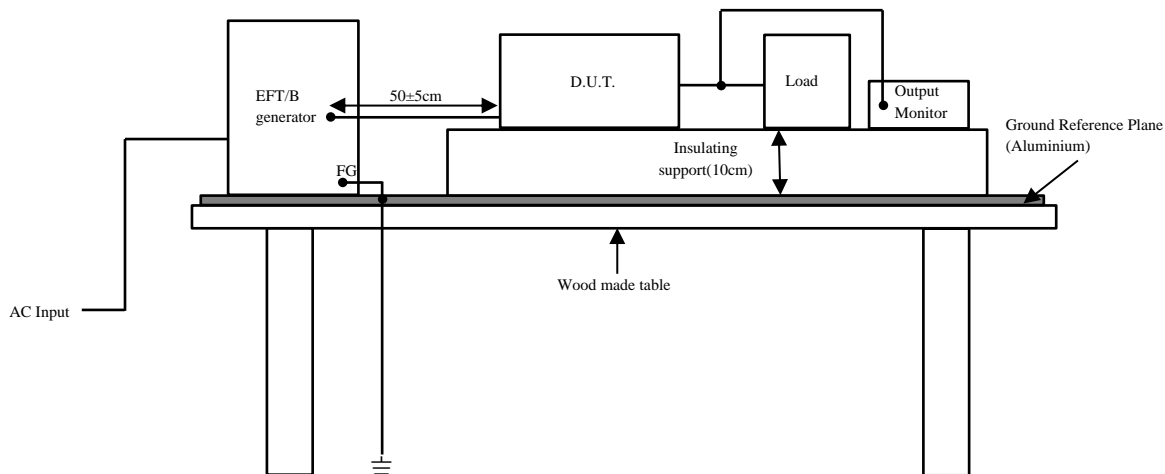 EFT/B
generator
50±5cm
D.U.T.
Load
Output
Monitor
Ground Reference Plane
(Aluminium)
Insulating
support(10cm)
FG
Wood made table
AC Input